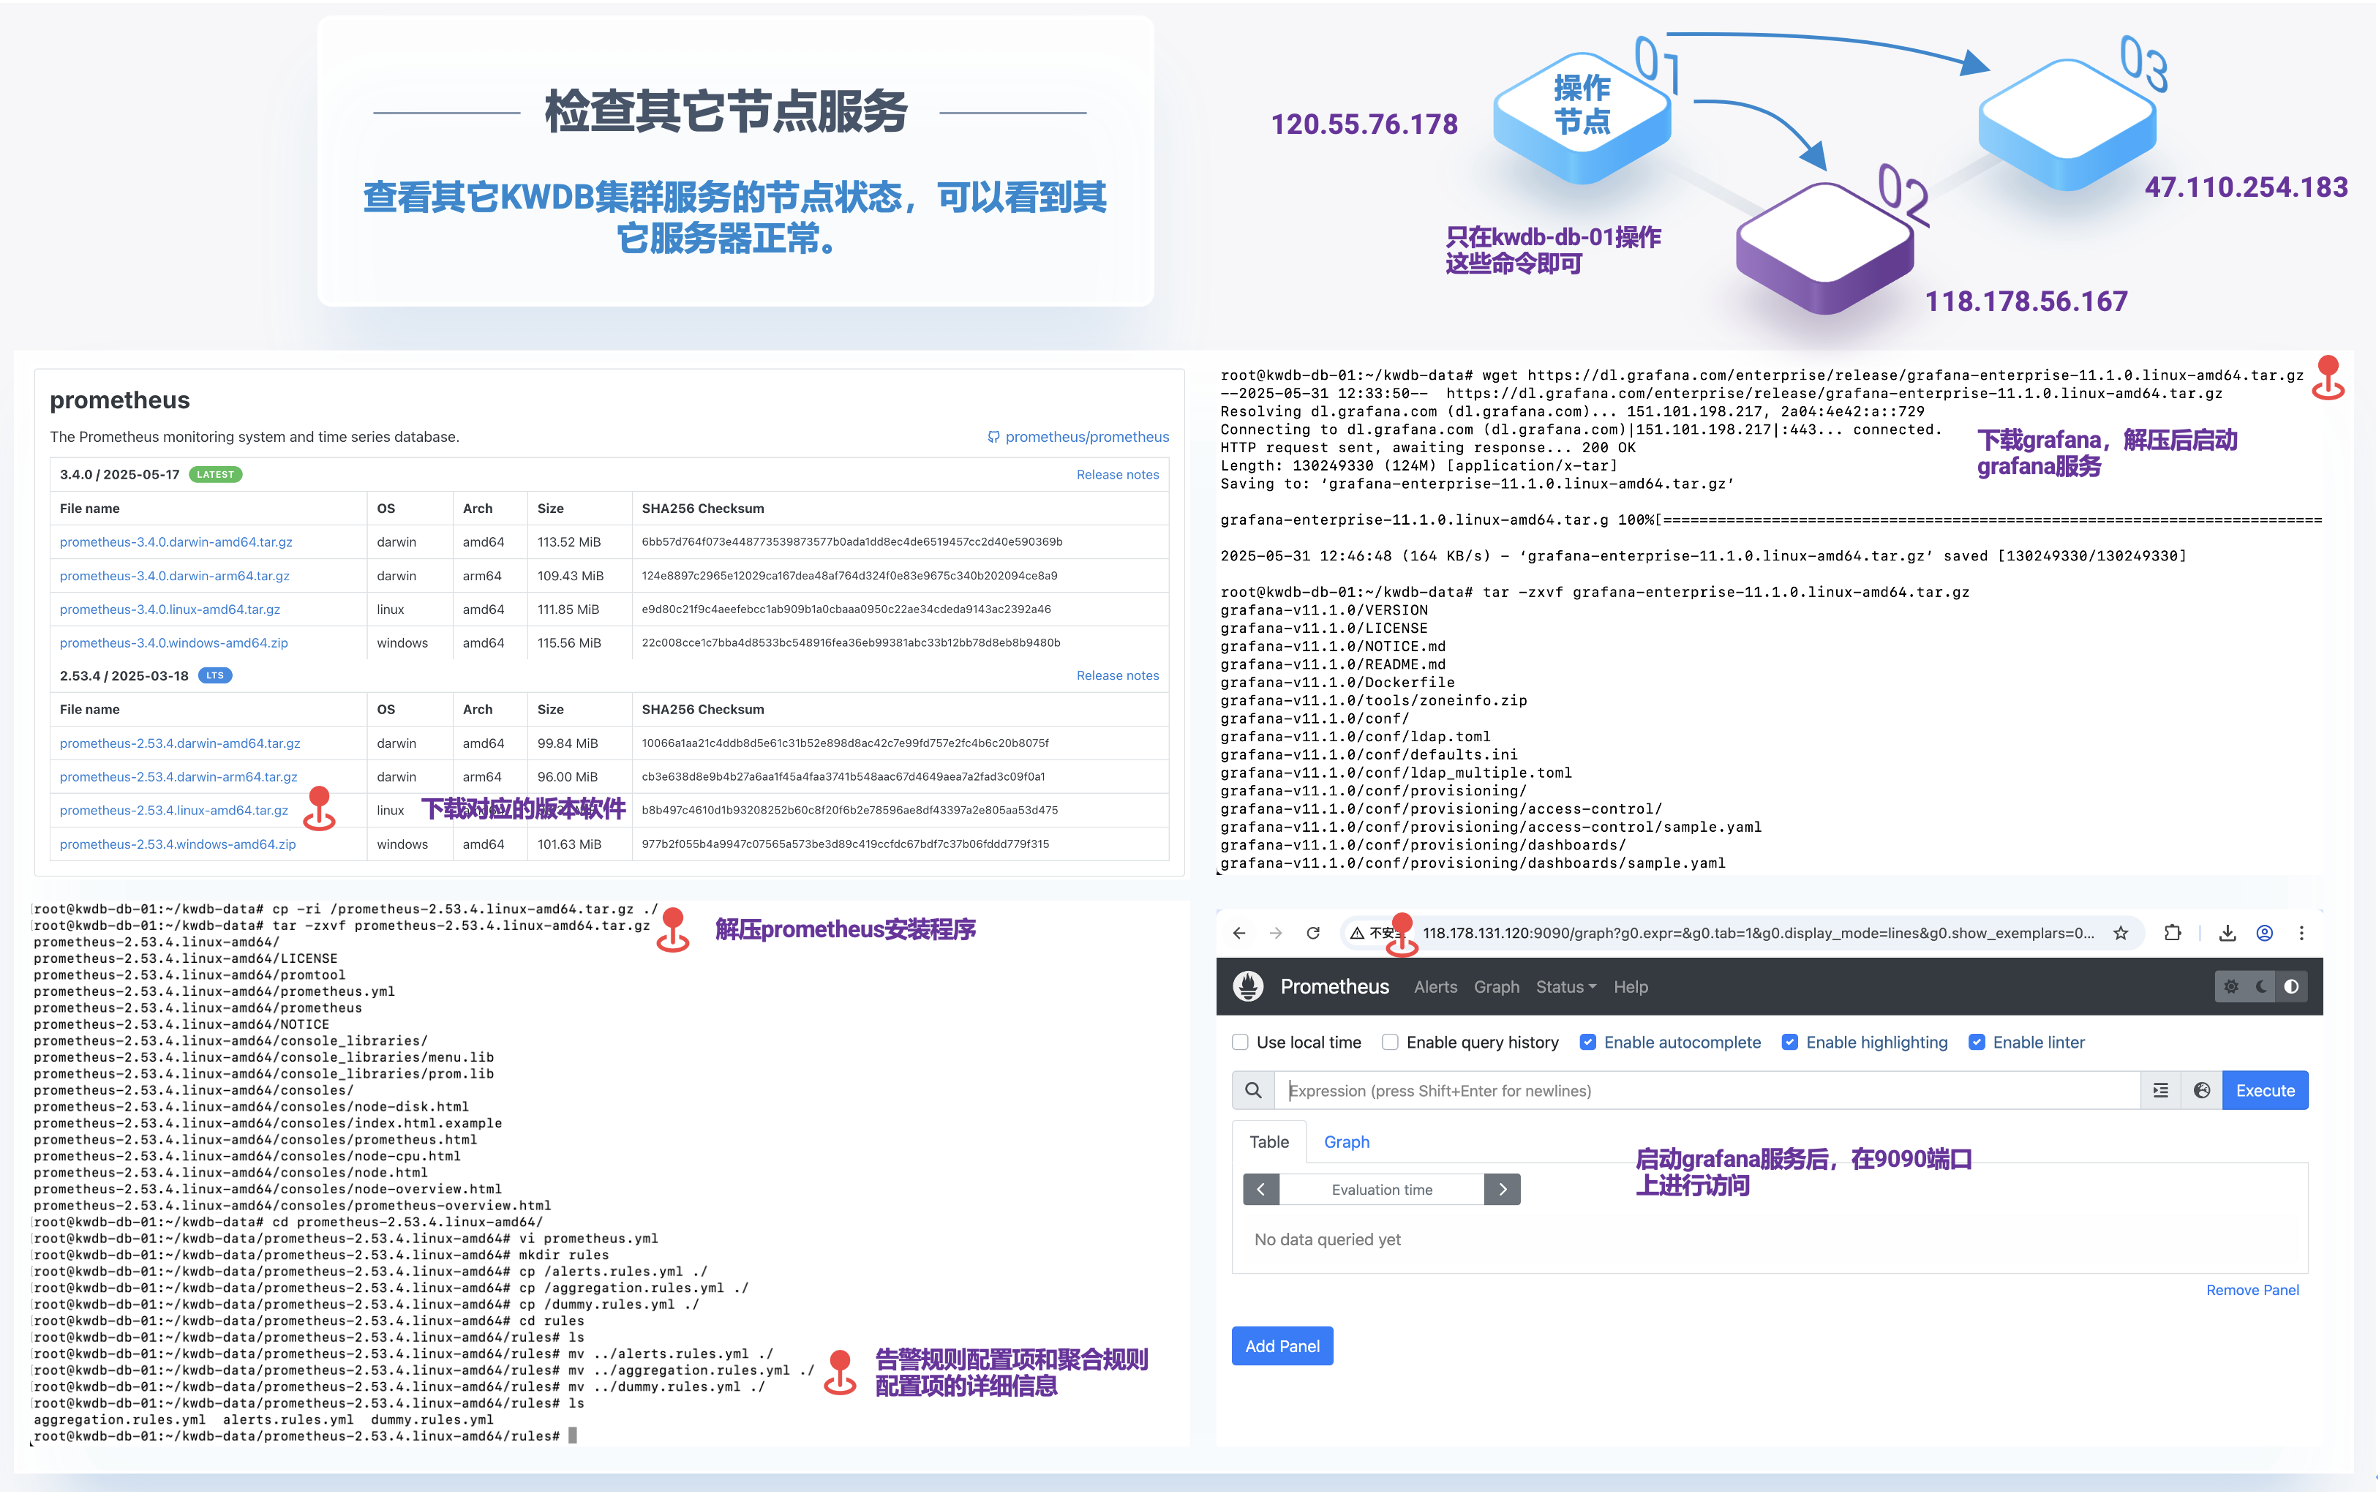 检查其它节点服务
查看其它KWDB集群服务的节点状态，可以看到其
它服务器正常。
01
操作
节点
120.55.76.178
03
47.110.254.183
02
118.178.56.167
只在kwdb-db-01操作
这些命令即可
prometheus
The Prometheus monitoring system and time series database.
prometheus/prometheus
3.4.0 / 2025-05-17 LATEST Release notes
File name OS Arch Size SHA256 Checksum
prometheus-3.4.0.darwin-amd64.tar.gz darwin amd64 113.52 MiB 6bb57d764f073e448773539873577b0ada1dd8ec4de6519457cc2d40e590369b
prometheus-3.4.0.darwin-arm64.tar.gz darwin arm64 109.43 MiB 124e8897c2965e12029ca167dea48af764d324f0e83e9675c340b202094ce8a9
prometheus-3.4.0.linux-amd64.tar.gz linux amd64 111.85 MiB e9d80c21f9c4aeefebcc1ab909b1a0cbaaa0950c22ae34cdeda9143ac2392a46
prometheus-3.4.0.windows-amd64.zip windows amd64 115.56 MiB 22c008cce1c7bba4d8533bc548916fea36eb99381abc33b12bb78d8eb8b9480b
2.53.4 / 2025-03-18 LTS Release notes
File name OS Arch Size SHA256 Checksum
prometheus-2.53.4.darwin-amd64.tar.gz darwin amd64 99.84 MiB 10066a1aa21c4ddb8d5e61c31b52e898d8ac42c7e99fd757e2fc4b6c20b8075f
prometheus-2.53.4.darwin-arm64.tar.gz darwin arm64 96.00 MiB cb3e638d8e9b4b27a6aa1f45a4faa3741b548aac67d4649aea7a2fad3c09f0a1
prometheus-2.53.4.linux-amd64.tar.gz linux 下载对应的版本软件 b8b497c4610d1b93208252b60c8f20f6b2e78596ae8df43397a2e805aa53d475
prometheus-2.53.4.windows-amd64.zip windows amd64 101.63 MiB 977b2f055b4a9947c07565a573be3d89c419ccfdc67bdf7c37b06fddd779f315
root@kwdb-db-01:~/kwdb-data# wget https://dl.grafana.com/enterprise/release/grafana-enterprise-11.1.0.linux-amd64.tar.gz
--2025-05-31 12:33:50--  https://dl.grafana.com/enterprise/release/grafana-enterprise-11.1.0.linux-amd64.tar.gz
Resolving dl.grafana.com (dl.grafana.com)... 151.101.198.217, 2a04:4e42:a::729
Connecting to dl.grafana.com (dl.grafana.com)|151.101.198.217|:443... connected.
HTTP request sent, awaiting response... 200 OK
Length: 130249330 (124M) [application/x-tar]
Saving to: ‘grafana-enterprise-11.1.0.linux-amd64.tar.gz’
下载grafana，解压后启动
grafana服务
grafana-enterprise-11.1.0.linux-amd64.tar.g 100%[=========================================================================
2025-05-31 12:46:48 (164 KB/s) - ‘grafana-enterprise-11.1.0.linux-amd64.tar.gz’ saved [130249330/130249330]
root@kwdb-db-01:~/kwdb-data# tar -zxvf grafana-enterprise-11.1.0.linux-amd64.tar.gz
grafana-v11.1.0/VERSION
grafana-v11.1.0/LICENSE
grafana-v11.1.0/NOTICE.md
grafana-v11.1.0/README.md
grafana-v11.1.0/Dockerfile
grafana-v11.1.0/tools/zoneinfo.zip
grafana-v11.1.0/conf/
grafana-v11.1.0/conf/ldap.toml
grafana-v11.1.0/conf/defaults.ini
grafana-v11.1.0/conf/ldap_multiple.toml
grafana-v11.1.0/conf/provisioning/
grafana-v11.1.0/conf/provisioning/access-control/
grafana-v11.1.0/conf/provisioning/access-control/sample.yaml
grafana-v11.1.0/conf/provisioning/dashboards/
grafana-v11.1.0/conf/provisioning/dashboards/sample.yaml
[root@kwdb-db-01:~/kwdb-data# cp -ri /prometheus-2.53.4.linux-amd64.tar.gz ./
[root@kwdb-db-01:~/kwdb-data# tar -zxvf prometheus-2.53.4.linux-amd64.tar.gz
解压prometheus安装程序
prometheus-2.53.4.linux-amd64/
prometheus-2.53.4.linux-amd64/LICENSE
prometheus-2.53.4.linux-amd64/promtool
prometheus-2.53.4.linux-amd64/prometheus.yml
prometheus-2.53.4.linux-amd64/prometheus
prometheus-2.53.4.linux-amd64/NOTICE
prometheus-2.53.4.linux-amd64/console_libraries/
prometheus-2.53.4.linux-amd64/console_libraries/menu.lib
prometheus-2.53.4.linux-amd64/console_libraries/prom.lib
prometheus-2.53.4.linux-amd64/consoles/
prometheus-2.53.4.linux-amd64/consoles/node-disk.html
prometheus-2.53.4.linux-amd64/consoles/index.html.example
prometheus-2.53.4.linux-amd64/consoles/prometheus.html
prometheus-2.53.4.linux-amd64/consoles/node-cpu.html
prometheus-2.53.4.linux-amd64/consoles/node.html
prometheus-2.53.4.linux-amd64/consoles/node-overview.html
prometheus-2.53.4.linux-amd64/consoles/prometheus-overview.html
[root@kwdb-db-01:~/kwdb-data# cd prometheus-2.53.4.linux-amd64/
[root@kwdb-db-01:~/kwdb-data/prometheus-2.53.4.linux-amd64# vi prometheus.yml
[root@kwdb-db-01:~/kwdb-data/prometheus-2.53.4.linux-amd64# mkdir rules
[root@kwdb-db-01:~/kwdb-data/prometheus-2.53.4.linux-amd64# cp /alerts.rules.yml ./
[root@kwdb-db-01:~/kwdb-data/prometheus-2.53.4.linux-amd64# cp /aggregation.rules.yml ./
[root@kwdb-db-01:~/kwdb-data/prometheus-2.53.4.linux-amd64# cp /dummy.rules.yml ./
[root@kwdb-db-01:~/kwdb-data/prometheus-2.53.4.linux-amd64# cd rules
[root@kwdb-db-01:~/kwdb-data/prometheus-2.53.4.linux-amd64/rules# ls
[root@kwdb-db-01:~/kwdb-data/prometheus-2.53.4.linux-amd64/rules# mv ../alerts.rules.yml ./
[root@kwdb-db-01:~/kwdb-data/prometheus-2.53.4.linux-amd64/rules# mv ../aggregation.rules.yml ./
[root@kwdb-db-01:~/kwdb-data/prometheus-2.53.4.linux-amd64/rules# mv ../dummy.rules.yml ./
[root@kwdb-db-01:~/kwdb-data/prometheus-2.53.4.linux-amd64/rules# ls
aggregation.rules.yml  alerts.rules.yml  dummy.rules.yml
root@kwdb-db-01:~/kwdb-data/prometheus-2.53.4.linux-amd64/rules#
告警规则配置项和聚合规则
配置项的详细信息
不安全 118.178.131.120:9090/graph?g0.expr=&g0.tab=1&g0.display_mode=lines&g0.show_exemplars=0...
Prometheus Alerts Graph Status Help
Use local time Enable query history Enable autocomplete Enable highlighting Enable linter
Expression (press Shift+Enter for newlines) Execute
Table Graph
启动grafana服务后，在9090端口
上进行访问
Evaluation time
No data queried yet
Remove Panel
Add Panel